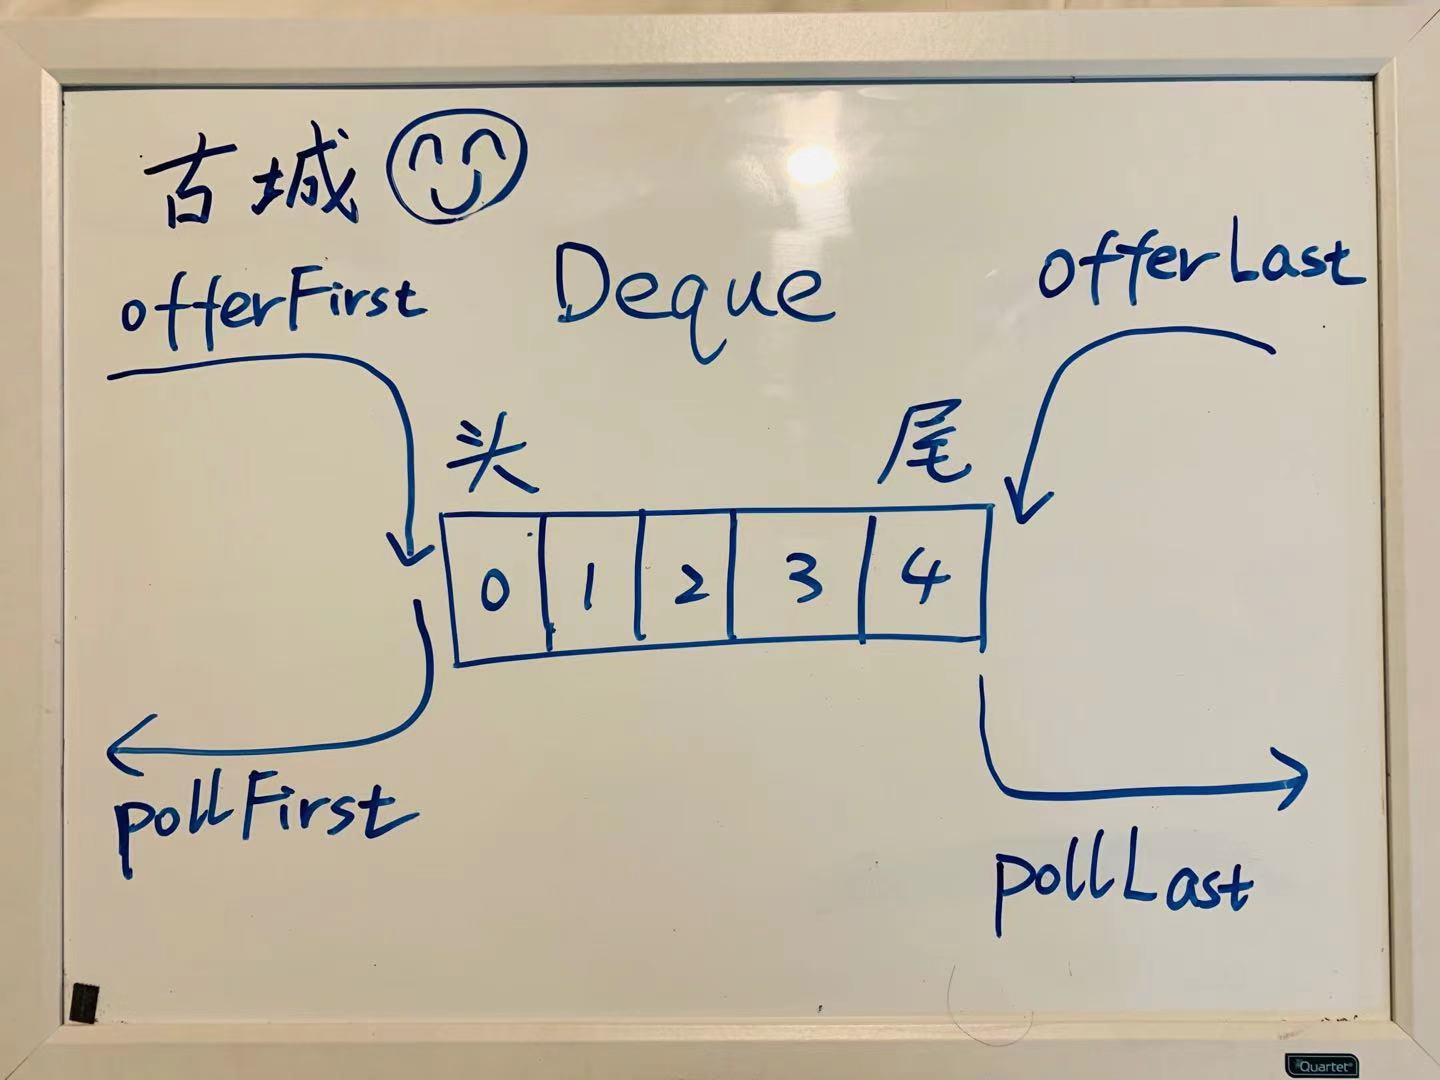 古城
offerFirst
Deque
offerLast
头
尾
0 1 2 3 4
pollFirst
pollLast
Quartet